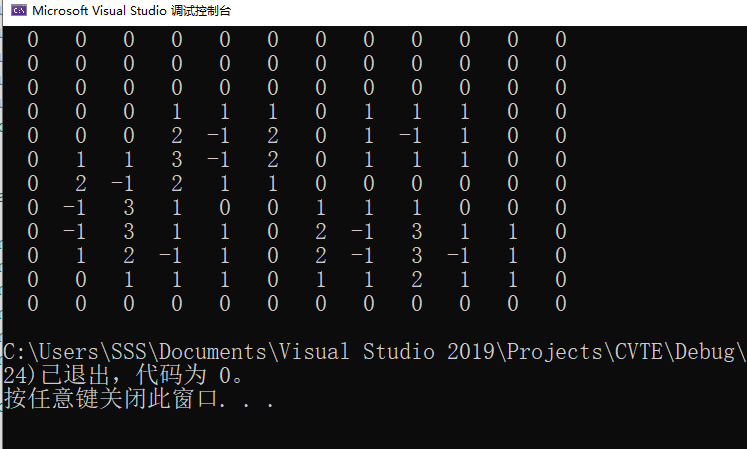 Microsoft Visual Studio 调试控制台
0 0 0 0 0 0 0 0 0 0 0 0
0 0 0 0 0 0 0 0 0 0 0 0
0 0 0 0 0 0 0 0 0 0 0 0
0 0 0 1 1 1 0 1 1 1 0 0
0 0 0 2 -1 2 0 1 -1 1 0 0
0 1 1 3 -1 2 0 1 1 1 0 0
0 2 -1 2 1 1 0 0 0 0 0 0
0 -1 3 1 0 0 1 1 1 0 0 0
0 -1 3 1 1 0 2 -1 3 1 1 0
0 1 2 -1 1 0 2 -1 3 -1 1 0
0 0 1 1 1 0 1 1 2 1 1 0
0 0 0 0 0 0 0 0 0 0 0 0
C:\Users\SSS\Documents\Visual Studio 2019\Projects\CVTE\Debug\
24)已退出，代码为 0。
按任意键关闭此窗口. . .